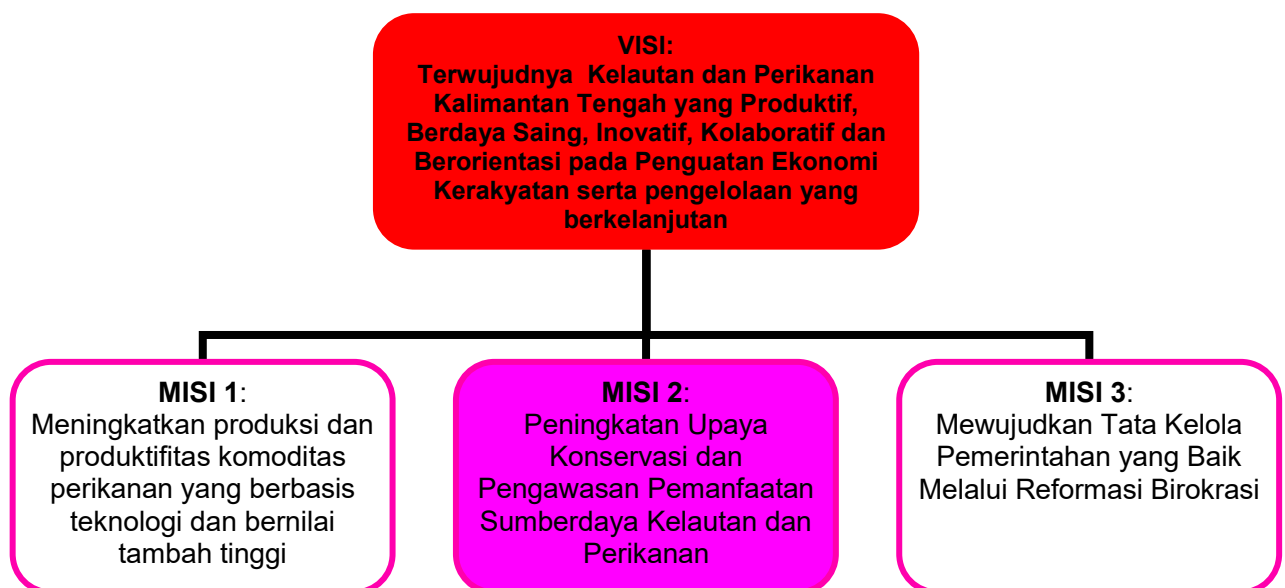 VISI:
Terwujudnya Kelautan dan Perikanan
Kalimantan Tengah yang Produktif,
Berdaya Saing, Inovatif, Kolaboratif dan
Berorientasi pada Penguatan Ekonomi
Kerakyatan serta pengelolaan yang
berkelanjutan
MISI 1:
Meningkatkan produksi dan
produktifitas komoditas
perikanan yang berbasis
teknologi dan bernilai
tambah tinggi
MISI 2:
Peningkatan Upaya
Konservasi dan
Pengawasan Pemanfaatan
Sumberdaya Kelautan dan
Perikanan
MISI 3:
Mewujudkan Tata Kelola
Pemerintahan yang Baik
Melalui Reformasi Birokrasi